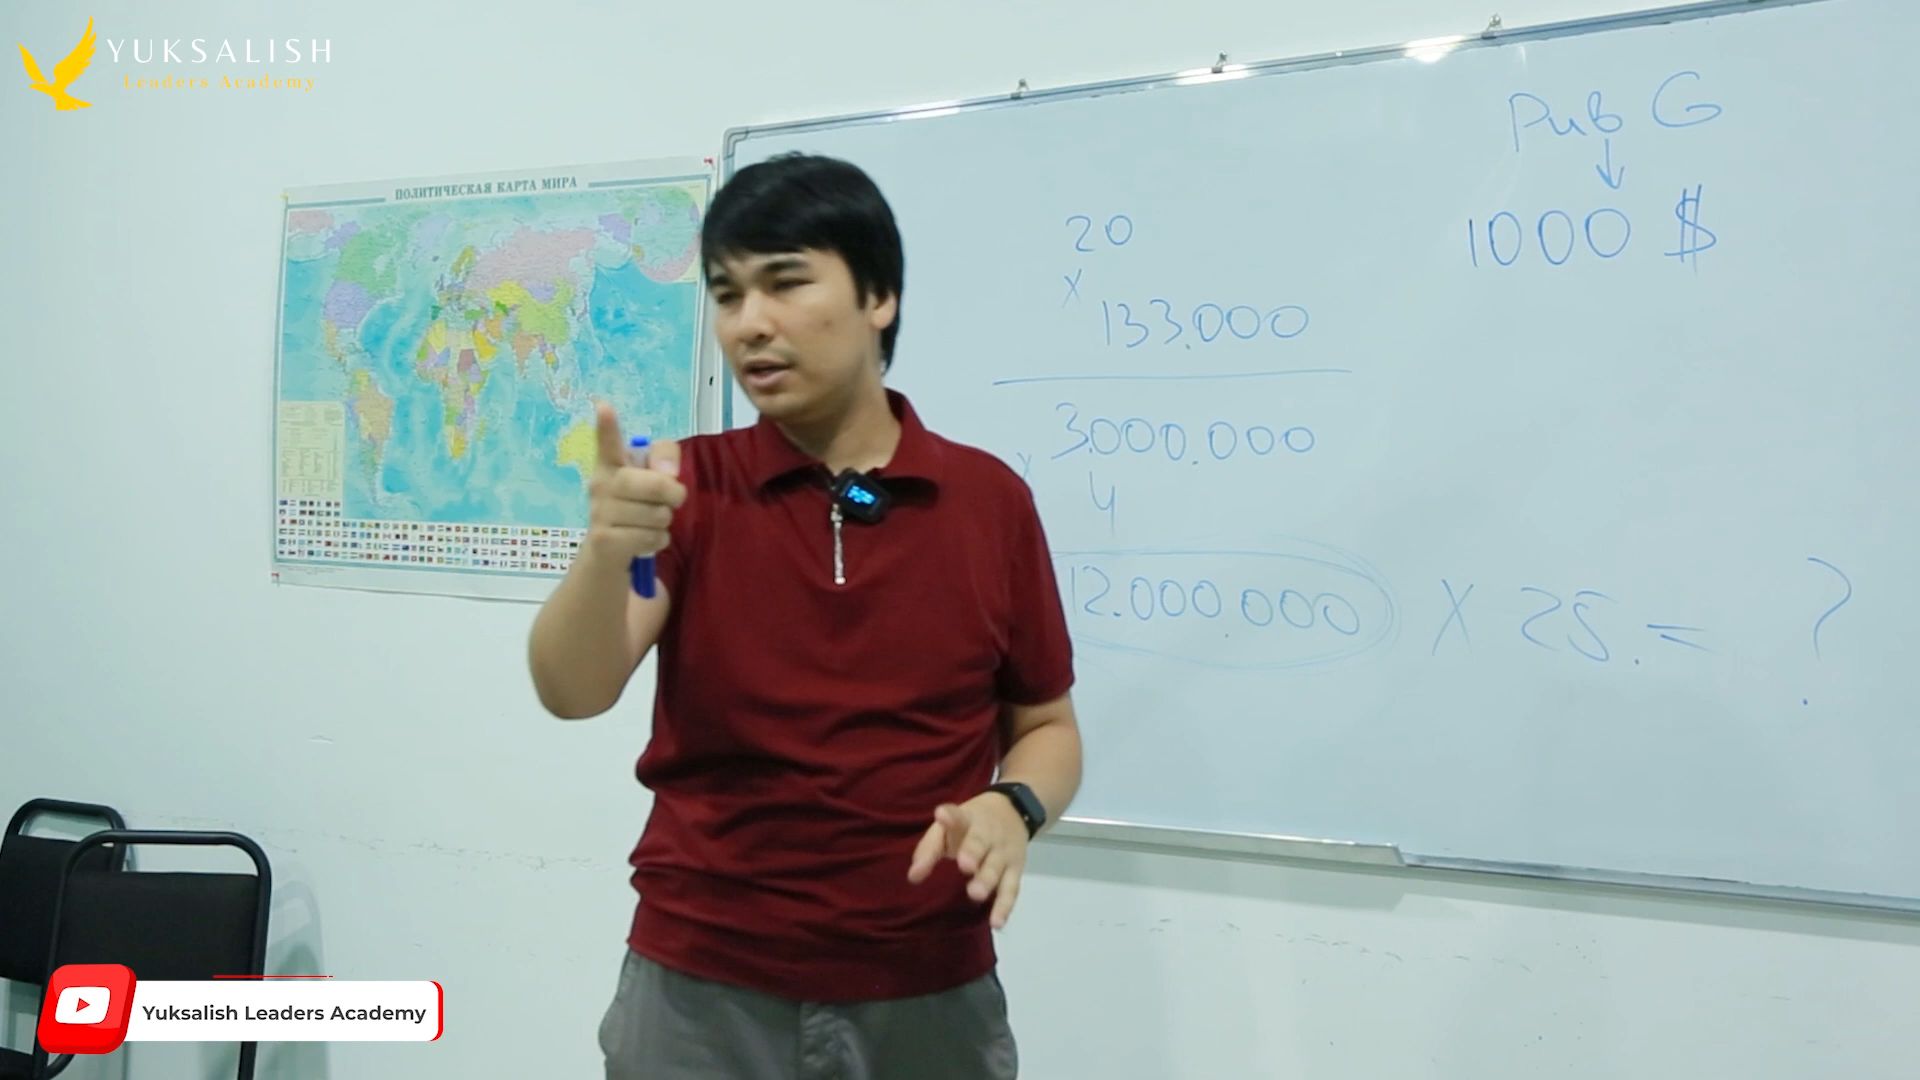 YUKSALISH
Leaders Academy
ПОЛИТИЧЕСКАЯ КАРТА МИРА
Pub G
↓
1000 $
20
x 133.000
3.000.000
x 4
12.000.000 x 25. = ?
Yuksalish Leaders Academy